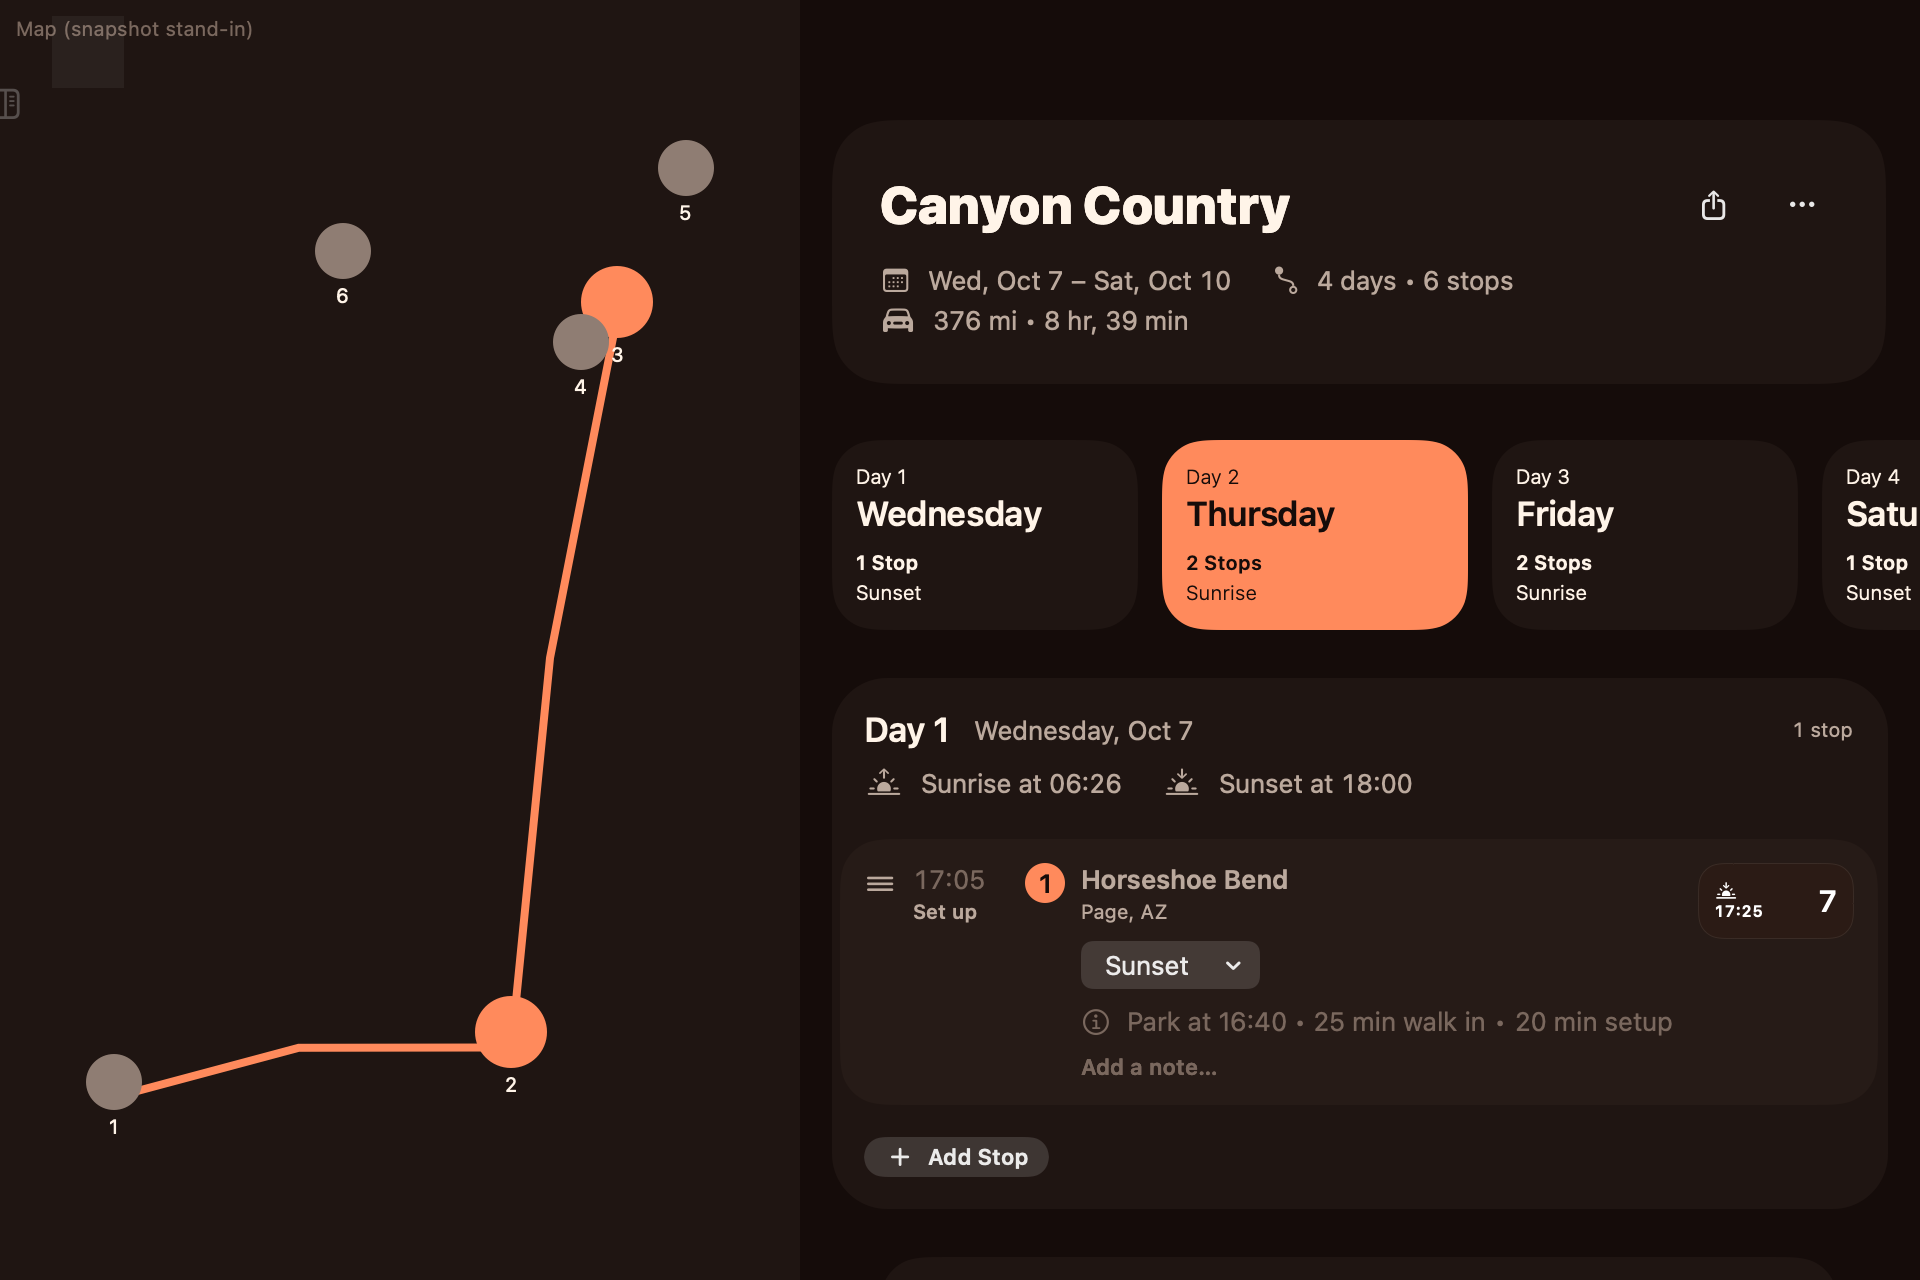 Map (snapshot stand-in)
5
6
3
4
2
1
Canyon Country
Wed, Oct 7 – Sat, Oct 10
4 days • 6 stops
376 mi • 8 hr, 39 min
Day 1
Wednesday
1 Stop
Sunset
Day 2
Thursday
2 Stops
Sunrise
Day 3
Friday
2 Stops
Sunrise
Day 4
Satu
1 Stop
Sunset
Day 1 Wednesday, Oct 7
1 stop
Sunrise at 06:26
Sunset at 18:00
17:05
Set up
1
Horseshoe Bend
Page, AZ
17:25
7
Sunset
Park at 16:40 • 25 min walk in • 20 min setup
Add a note...
+ Add Stop